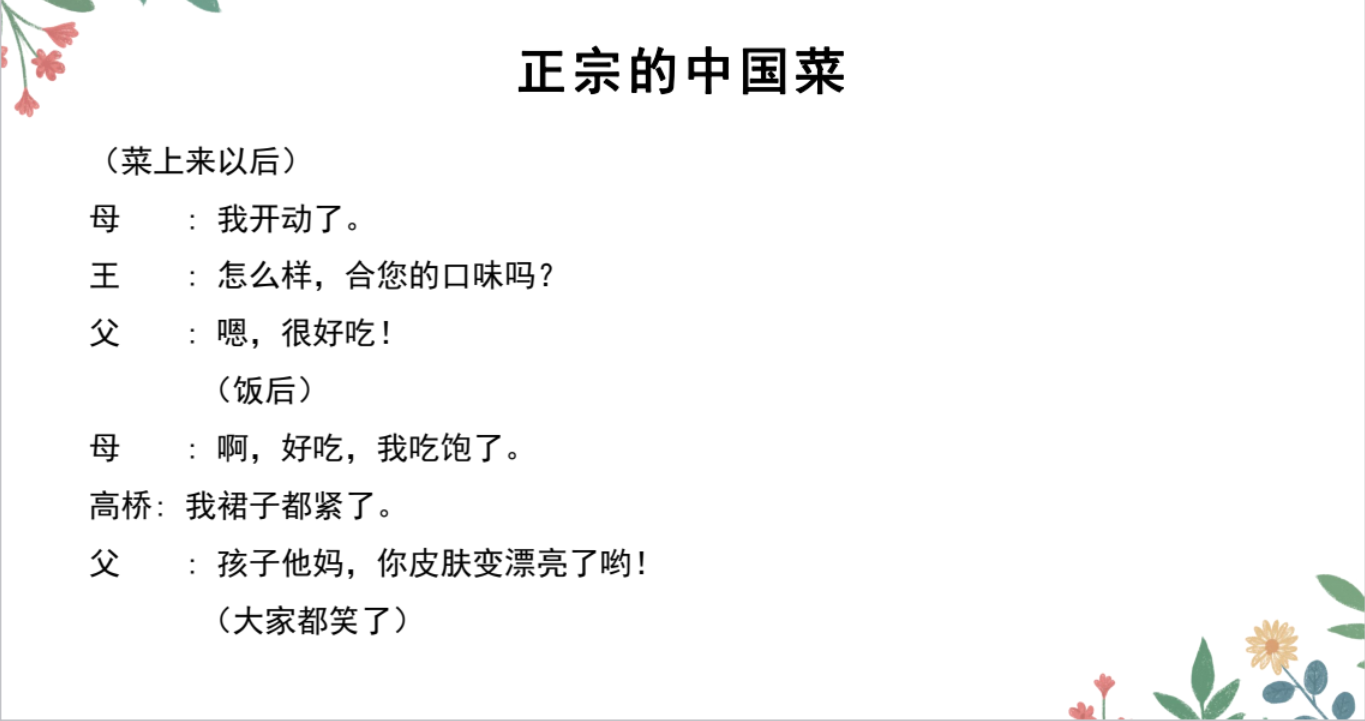 正宗的中国菜
（菜上来以后）
母　　：我开动了。
王　　：怎么样，合您的口味吗？
父　　：嗯，很好吃！
（饭后）
母　　：啊，好吃，我吃饱了。
高桥：我裙子都紧了。
父　　：孩子他妈，你皮肤变漂亮了哟！
（大家都笑了）